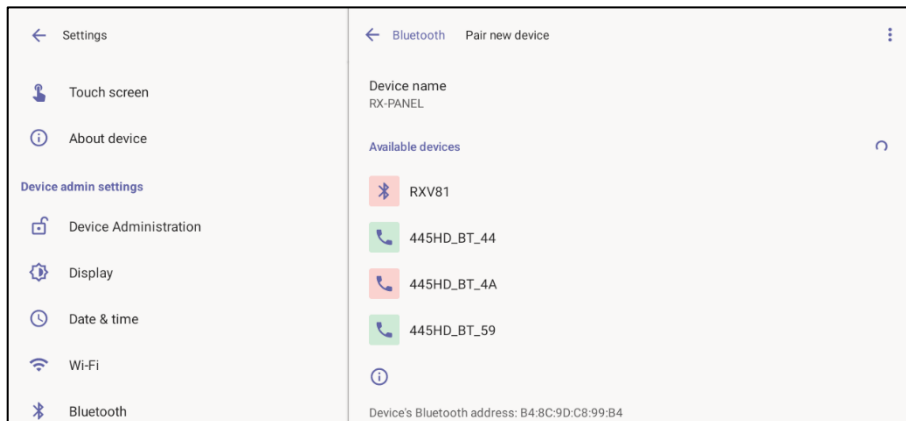 Settings
Touch screen
About device
Device admin settings
Device Administration
Display
Date & time
Wi-Fi
Bluetooth
Bluetooth Pair new device
Device name
RX-PANEL
Available devices
RXV81
445HD_BT_44
445HD_BT_4A
445HD_BT_59
Device's Bluetooth address: B4:8C:9D:C8:99:B4